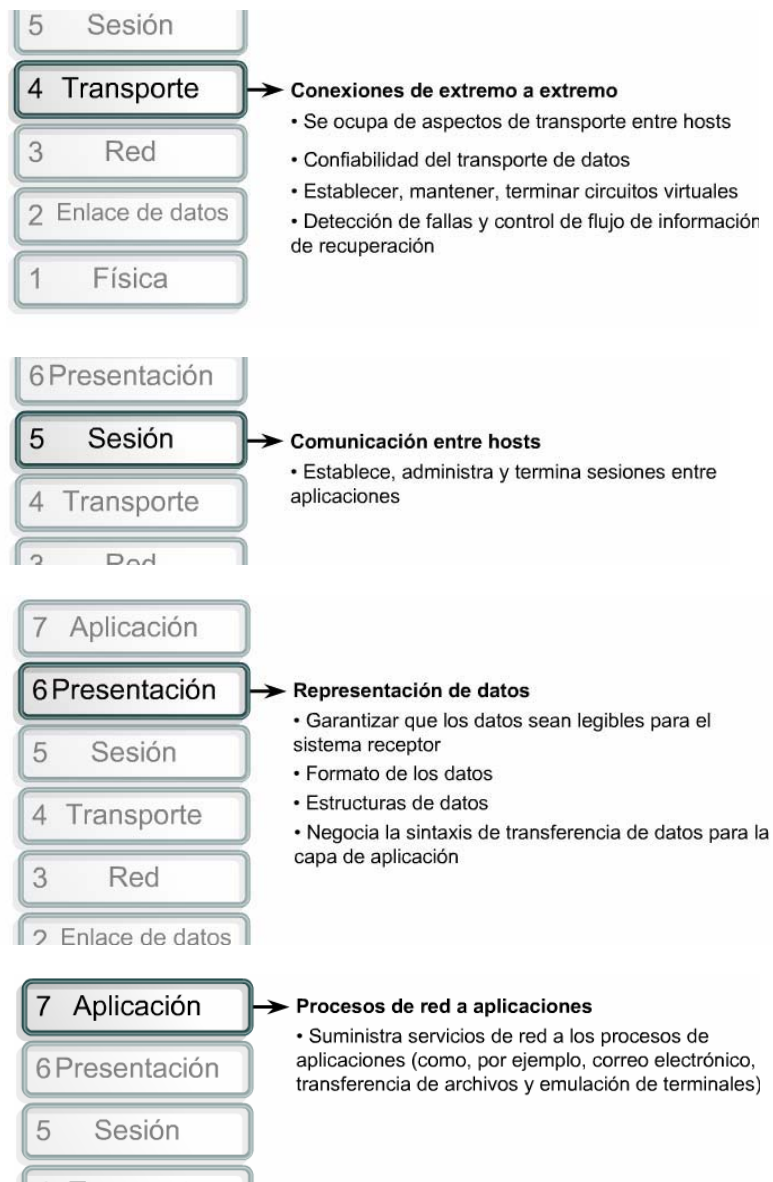 5 Sesión
4 Transporte
Conexiones de extremo a extremo
• Se ocupa de aspectos de transporte entre hosts
3 Red
• Confiabilidad del transporte de datos
• Establecer, mantener, terminar circuitos virtuales
2 Enlace de datos
• Detección de fallas y control de flujo de información
de recuperación
1 Física
6 Presentación
5 Sesión
Comunicación entre hosts
• Establece, administra y termina sesiones entre
aplicaciones
4 Transporte
3 Red
7 Aplicación
6 Presentación
Representación de datos
• Garantizar que los datos sean legibles para el
sistema receptor
5 Sesión
• Formato de los datos
• Estructuras de datos
4 Transporte
• Negocia la sintaxis de transferencia de datos para la
capa de aplicación
3 Red
2 Enlace de datos
7 Aplicación
Procesos de red a aplicaciones
• Suministra servicios de red a los procesos de
aplicaciones (como, por ejemplo, correo electrónico,
transferencia de archivos y emulación de terminales)
6 Presentación
5 Sesión